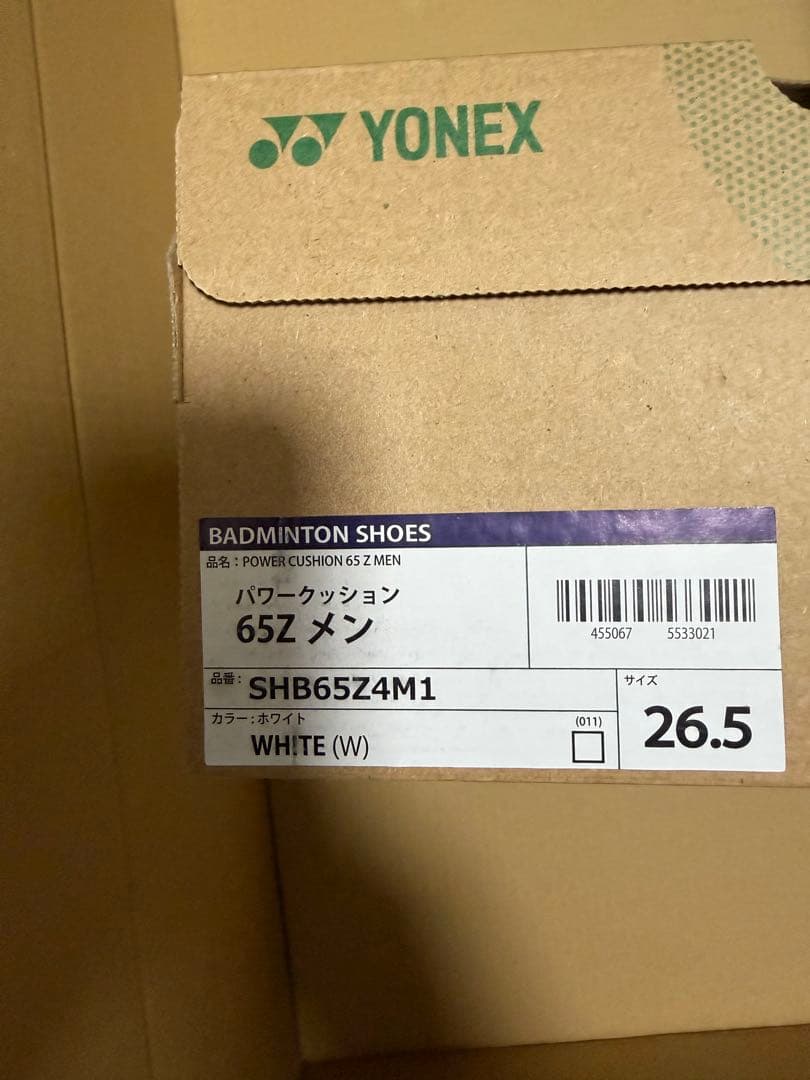 YONEX
BADMINTON SHOES
品名：POWER CUSHION 65 Z MEN
パワークッション
65Z メン
455067 5533021
品番：SHB65Z4M1
カラー：ホワイト
(011)
WHITE (W)
サイズ
26.5